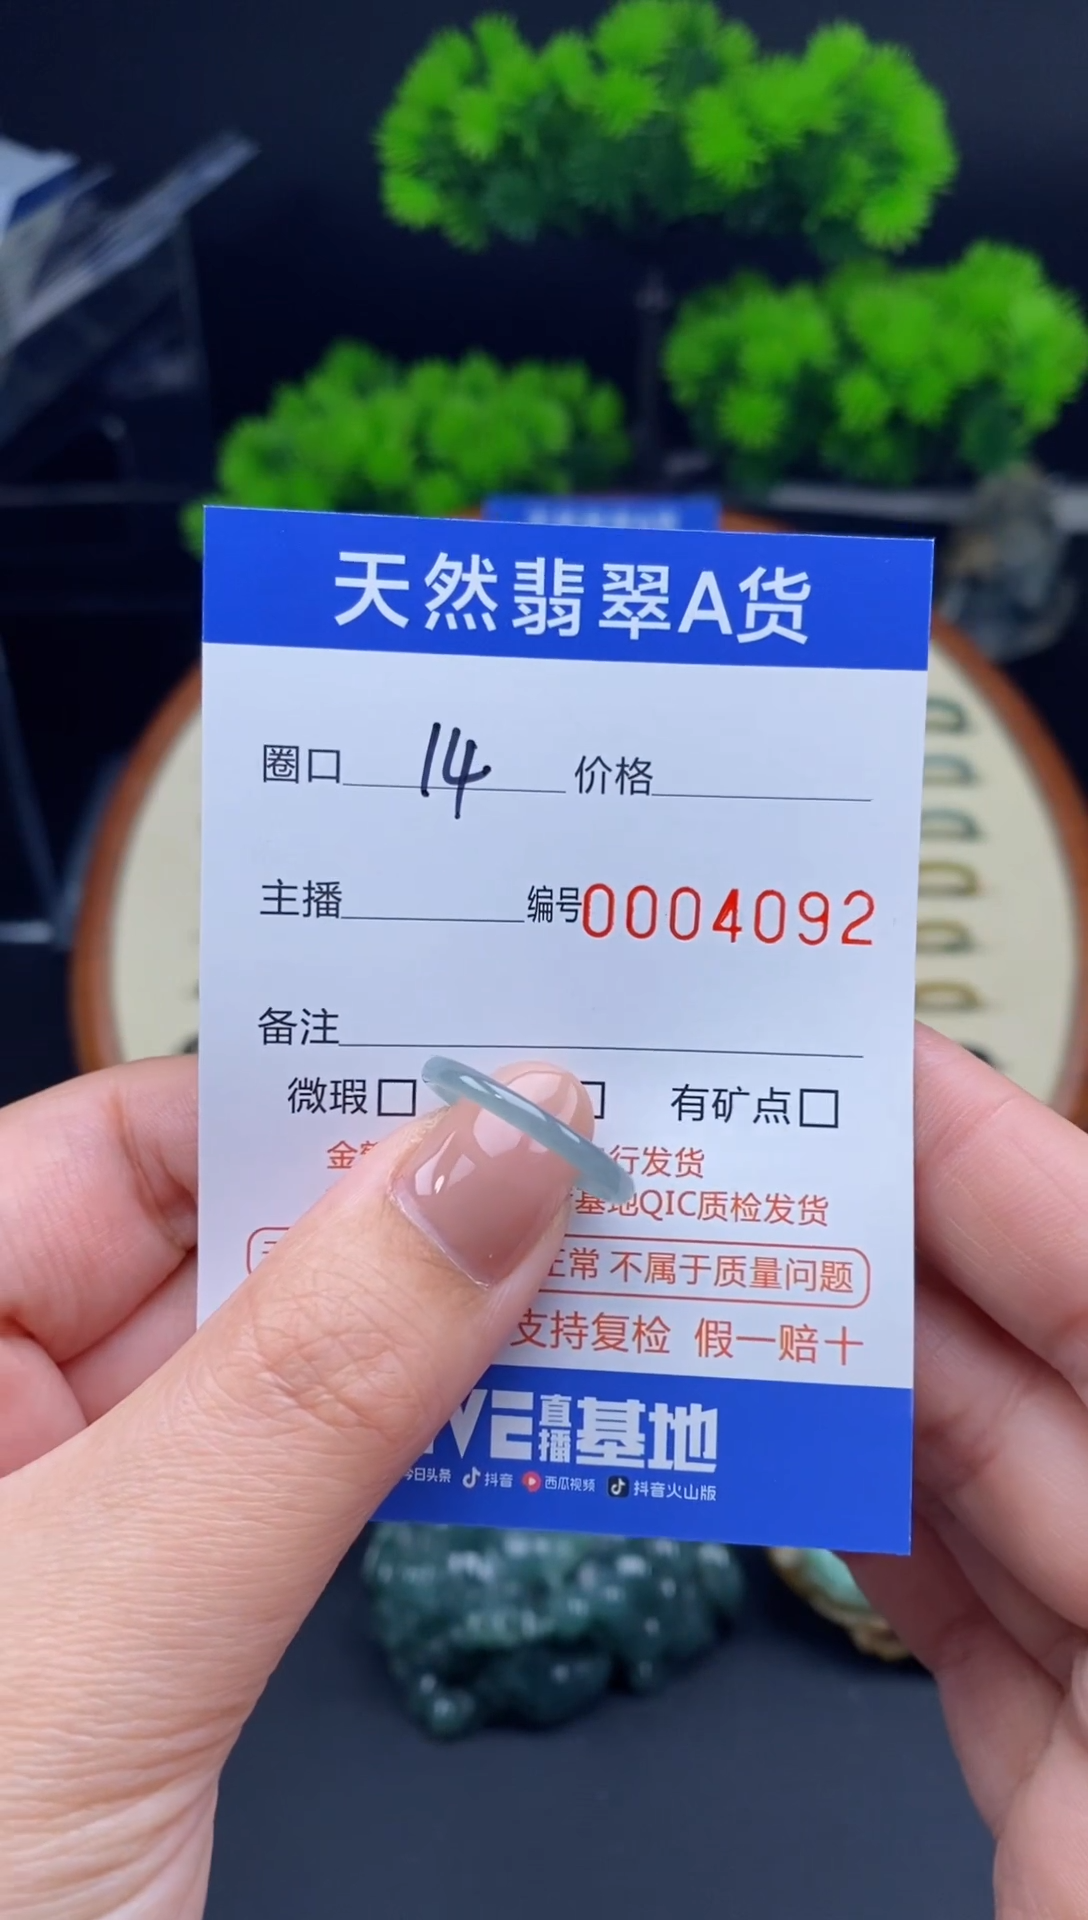 天然翡翠A货
圈口 14 价格
主播 编号0004092
备注
微瑕 有矿点
金 行发货
基地QIC质检发货
正常 不属于质量问题
支持复检 假一赔十
VE直播基地
今日头条 抖音 西瓜视频 抖音火山版